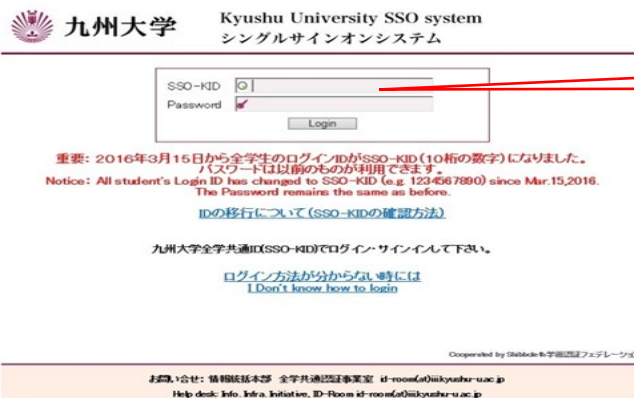 九州大学
Kyushu University SSO system
シングルサインオンシステム
SSO-KID
Password
Login
重要: 2016年3月15日から全学生のログインIDがSSO-KID(10桁の数字)になりました。
パスワードは以前のものが利用できます。
Notice: All student's Login ID has changed to SSO-KID (e.g. 1234567890) since Mar.15,2016.
The Password remains the same as before.
IDの移行について(SSO-KIDの確認方法)
九州大学全学共通ID(SSO-KID)でログイン・サインインして下さい。
ログイン方法が分からない時には
I Don't know how to login
Cooperated by Shibboleth 学術認証フェデレーショ
お問い合せ: 情報統括本部 全学共通認証事業室 id-room(at)iii.kyushu-u.ac.jp
Help desk: Info. Infra. Initiative, ID-Room id-room(at)iii.kyushu-u.ac.jp